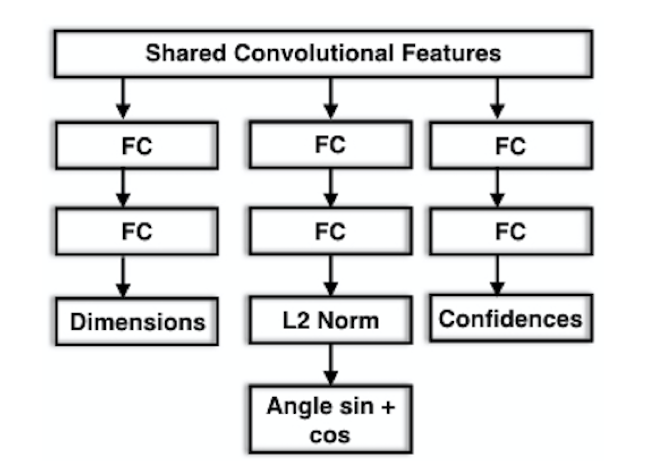 Shared Convolutional Features
FC
FC
FC
FC
FC
FC
Dimensions
L2 Norm
Confidences
Angle sin +
cos